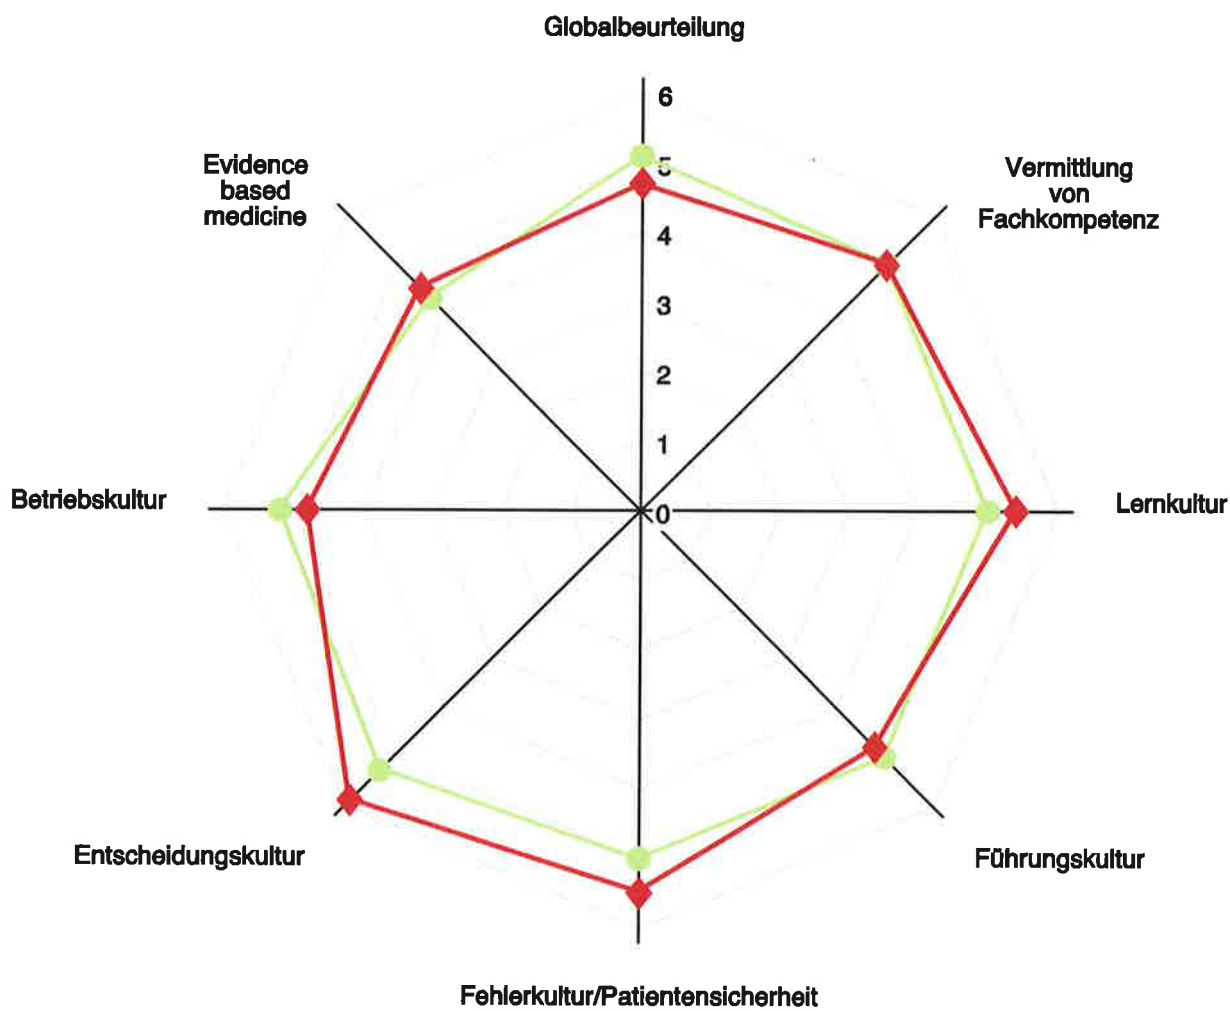 Globalbeurteilung
6
5
4
3
2
1
0
Evidence
based
medicine
Vermittlung
von
Fachkompetenz
Betriebskultur
Lernkultur
Entscheidungskultur
Führungskultur
Fehlerkultur/Patientensicherheit